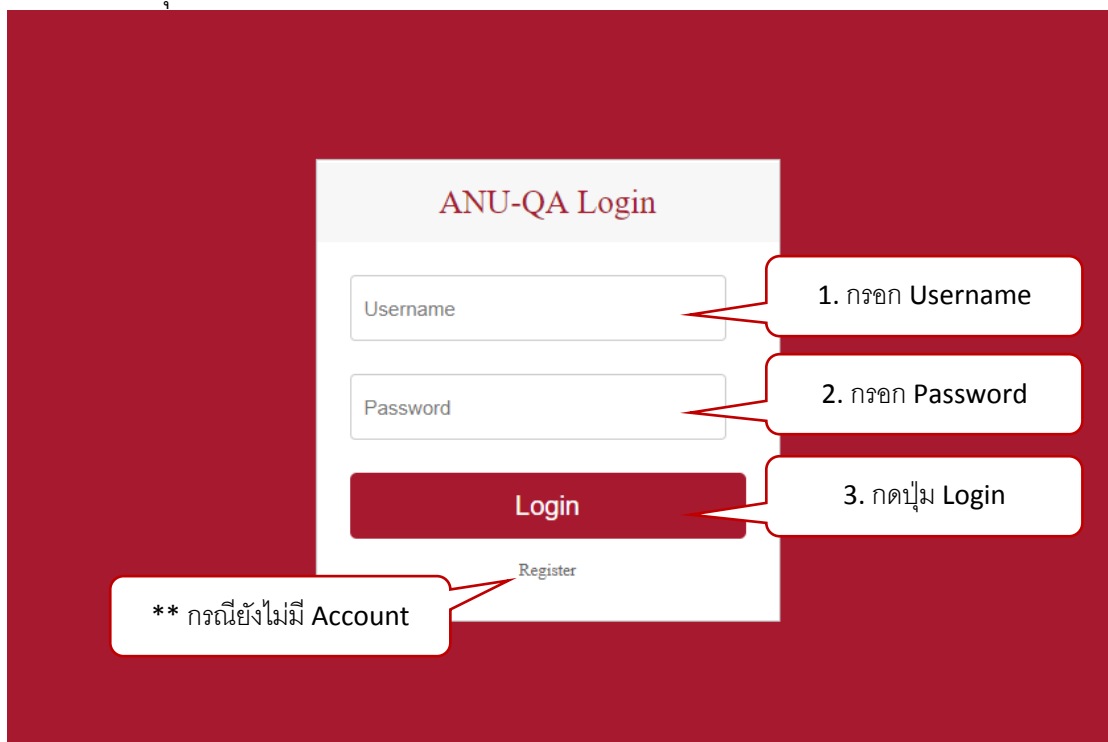 ANU-QA Login
Username
1. กรอก Username
Password
2. กรอก Password
Login
3. กดปุ่ม Login
Register
** กรณียังไม่มี Account